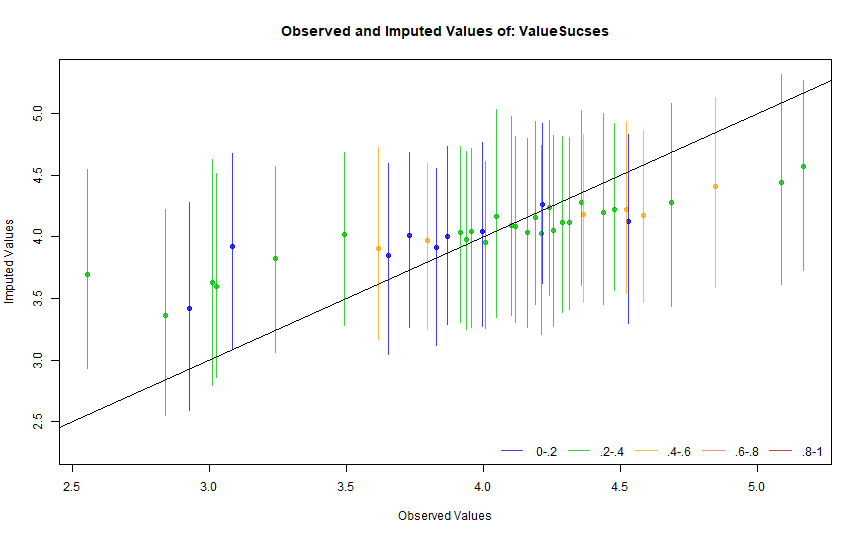 Observed and Imputed Values of: ValueSucses
Imputed Values
5.0
4.5
4.0
3.5
3.0
2.5
0-.2 .2-.4 .4-.6 .6-.8 .8-1
2.5 3.0 3.5 4.0 4.5 5.0
Observed Values